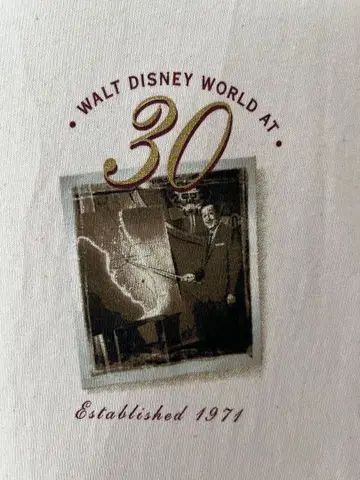 • WALT DISNEY WORLD AT •
30
Established 1971